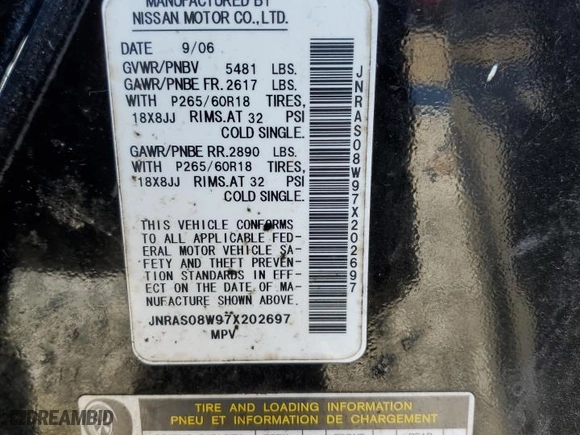 MANUFACTURED BY
NISSAN MOTOR CO.,LTD.
DATE 9/06
GVWR/PNBV 5481 LBS.
GAWR/PNBE FR.2617 LBS.
WITH P265/60R18 TIRES,
18X8JJ RIMS.AT 32 PSI
COLD SINGLE.
GAWR/PNBE RR.2890 LBS.
WITH P265/60R18 TIRES,
18X8JJ RIMS.AT 32 PSI
COLD SINGLE.
THIS VEHICLE CONFORMS
TO ALL APPLICABLE FED-
ERAL MOTOR VEHICLE SA-
FETY AND THEFT PREVEN-
TION STANDARDS IN EFF-
ECT ON THE DATE OF MA-
NUFACTURE SHOWN ABOVE.
JNRAS08W97X202697
MPV
JNRAS08W97X202697
TIRE AND LOADING INFORMATION
PNEU ET INFORMATION DE CHARGEMENT
DREAMBID